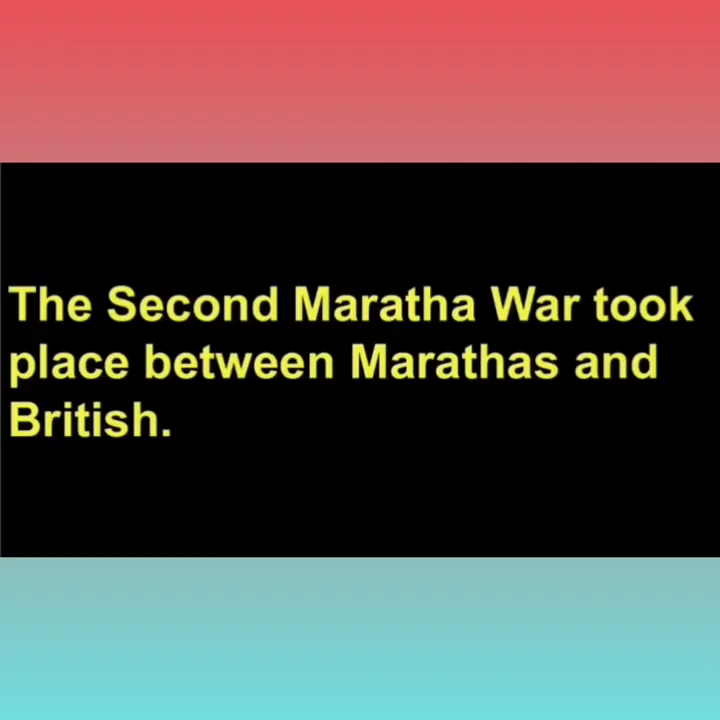 The Second Maratha War took
place between Marathas and
British.